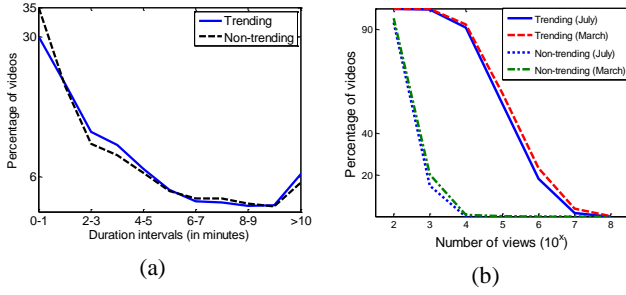 35
30
6
Percentage of videos
Trending
Non-trending
0-1 2-3 4-5 6-7 8-9 >10
Duration intervals (in minutes)
(a)
90
40
20
Percentage of videos
Trending (July)
Trending (March)
Non-trending (July)
Non-trending (March)
2 3 4 5 6 7 8
Number of views (10^x)
(b)